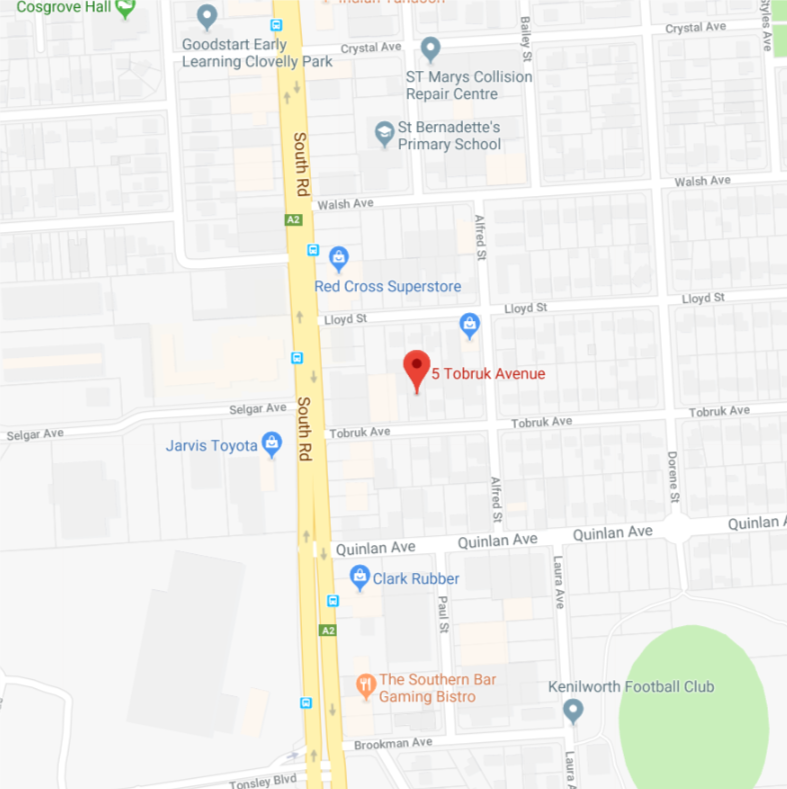 Cosgrove Hall
Indian Tandoori
Goodstart Early
Learning Clovelly Park
Crystal Ave
Bailey St
Crystal Ave
Styles Ave
ST Marys Collision
Repair Centre
St Bernadette's
Primary School
South Rd
Walsh Ave
Walsh Ave
A2
Alfred St
Red Cross Superstore
Lloyd St
Lloyd St
Lloyd St
5 Tobruk Avenue
Selgar Ave
Selgar Ave
South Rd
Tobruk Ave
Tobruk Ave
Tobruk Ave
Jarvis Toyota
Alfred St
Dorene St
Quinlan Ave
Quinlan Ave
Quinlan Ave
Quinlan A
Clark Rubber
Laura Ave
Paul St
A2
The Southern Bar
Gaming Bistro
Kenilworth Football Club
Brookman Ave
Laura A
Tonsley Blvd